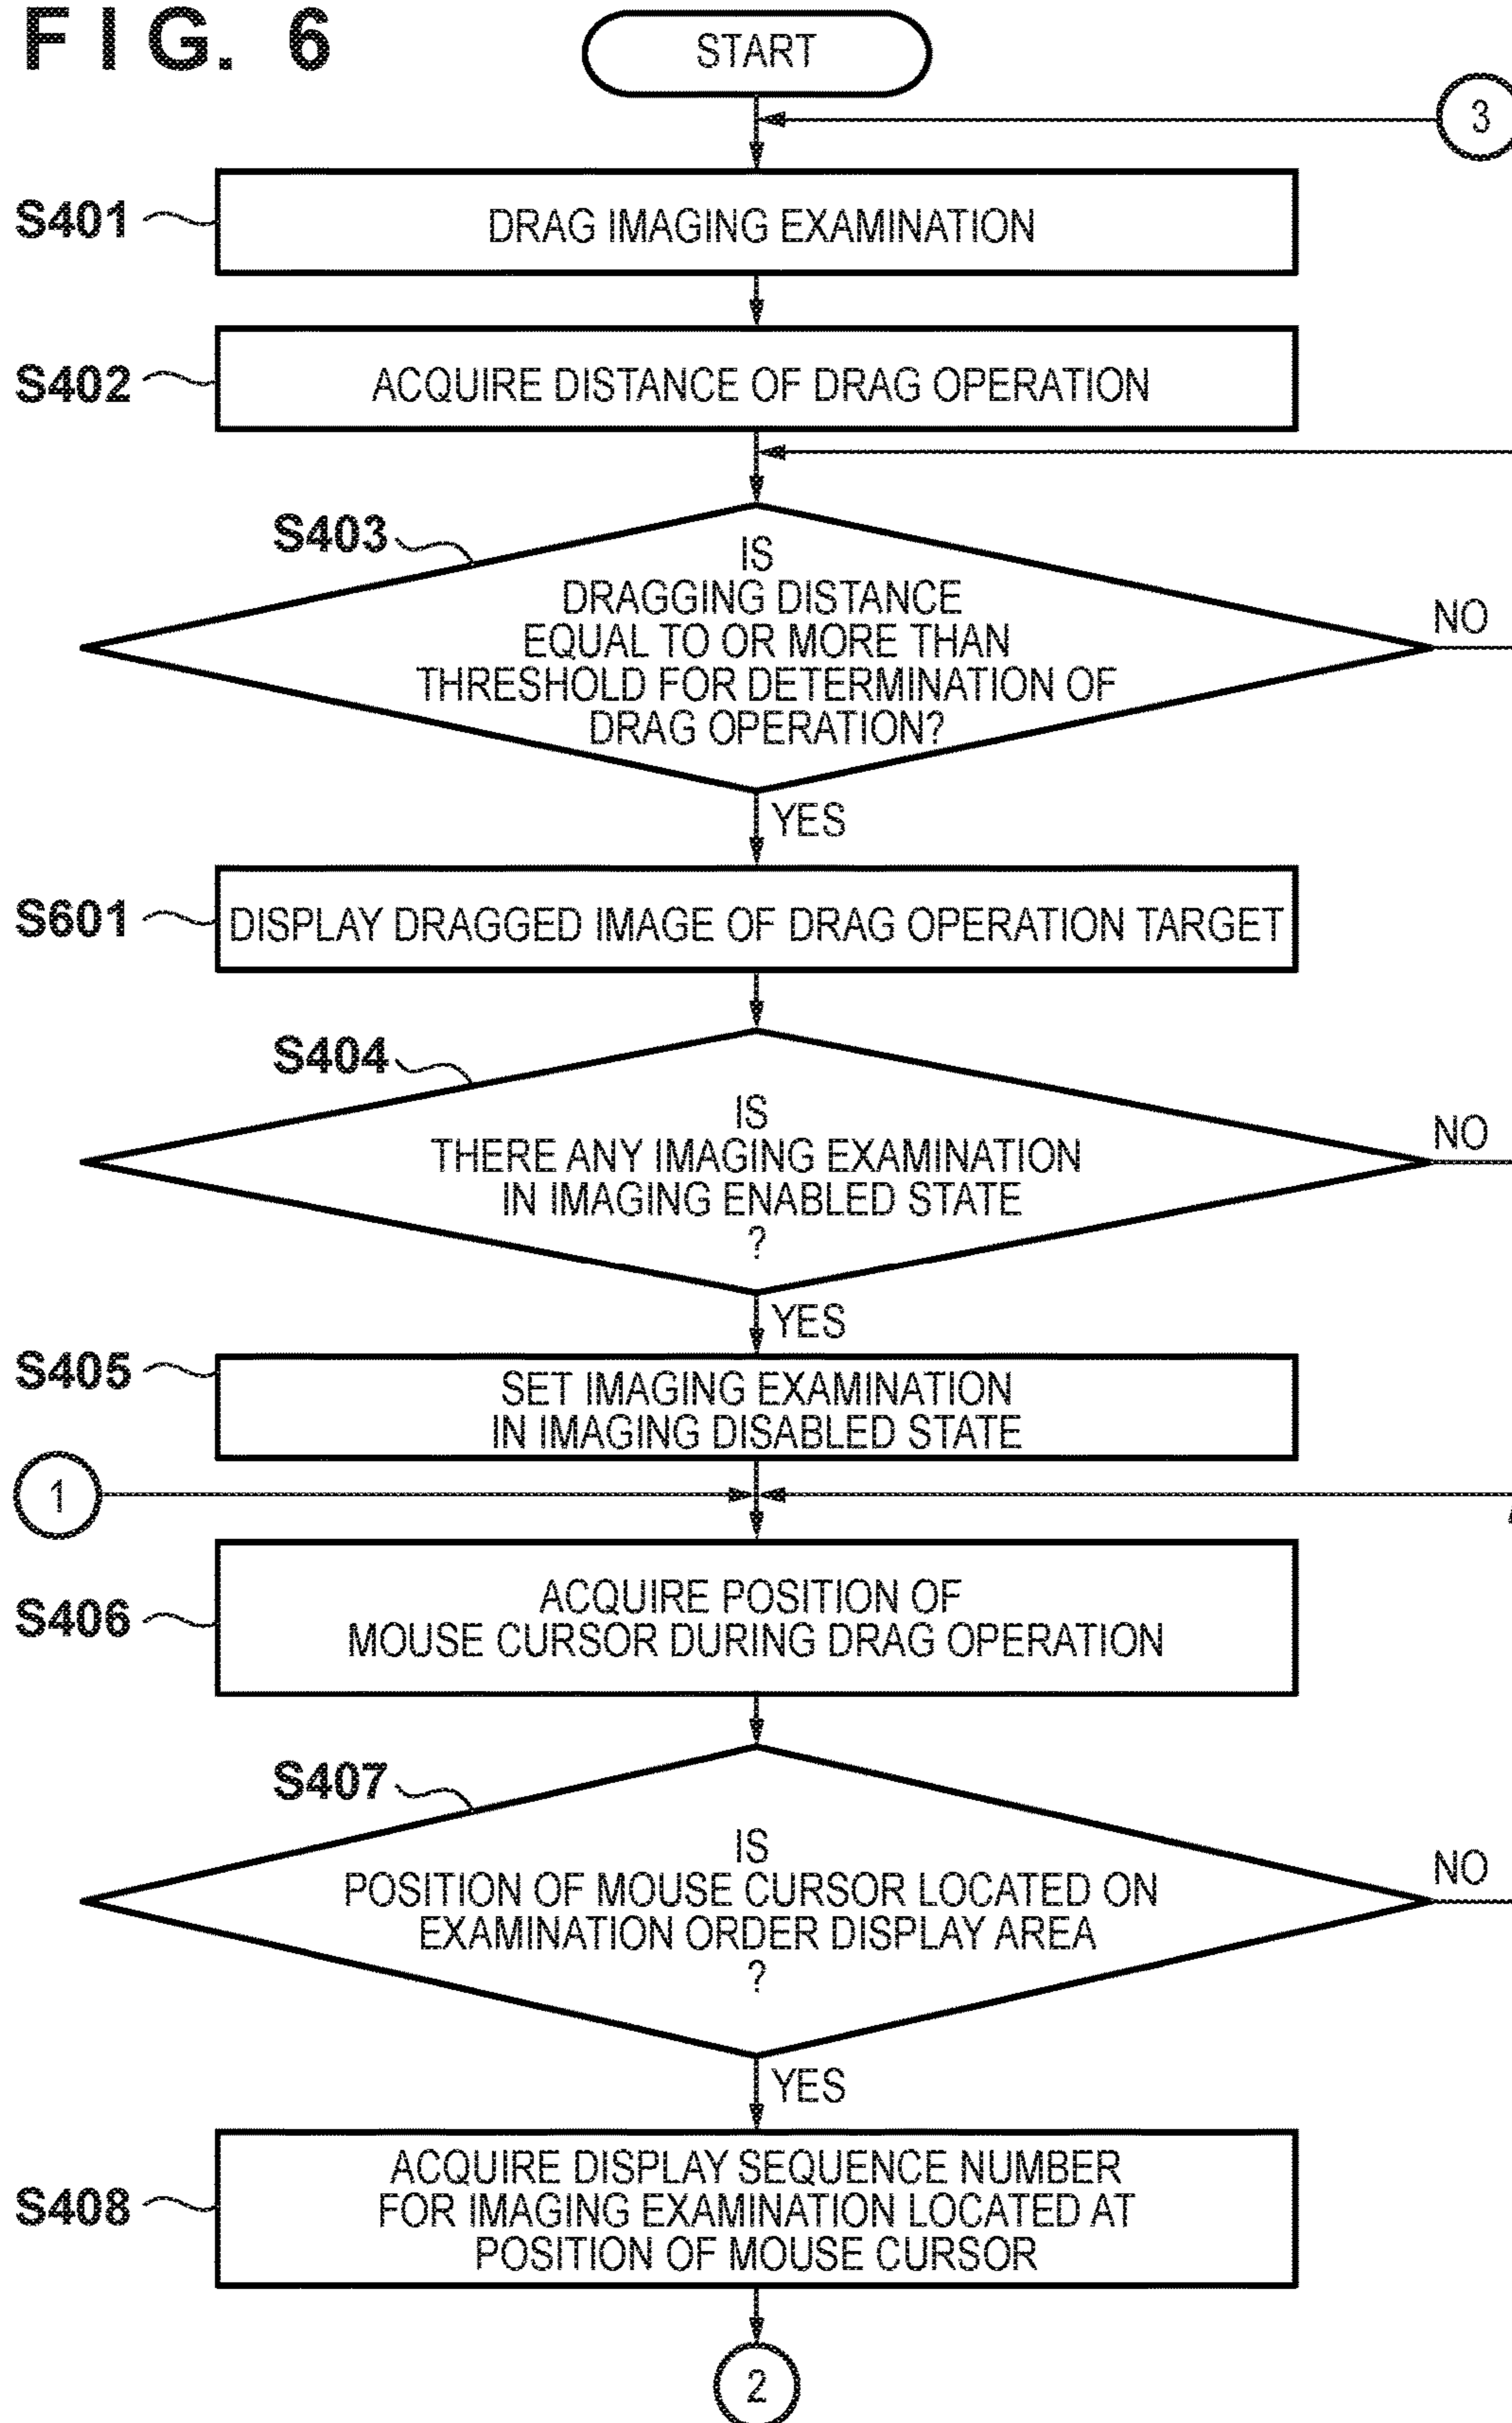 FIG. 6
START
3
S401
DRAG IMAGING EXAMINATION
S402
ACQUIRE DISTANCE OF DRAG OPERATION
S403
IS
DRAGGING DISTANCE
EQUAL TO OR MORE THAN
THRESHOLD FOR DETERMINATION OF
DRAG OPERATION?
NO
YES
S601
DISPLAY DRAGGED IMAGE OF DRAG OPERATION TARGET
S404
IS
THERE ANY IMAGING EXAMINATION
IN IMAGING ENABLED STATE
?
NO
YES
S405
SET IMAGING EXAMINATION
IN IMAGING DISABLED STATE
1
S406
ACQUIRE POSITION OF
MOUSE CURSOR DURING DRAG OPERATION
S407
IS
POSITION OF MOUSE CURSOR LOCATED ON
EXAMINATION ORDER DISPLAY AREA
?
NO
YES
S408
ACQUIRE DISPLAY SEQUENCE NUMBER
FOR IMAGING EXAMINATION LOCATED AT
POSITION OF MOUSE CURSOR
2